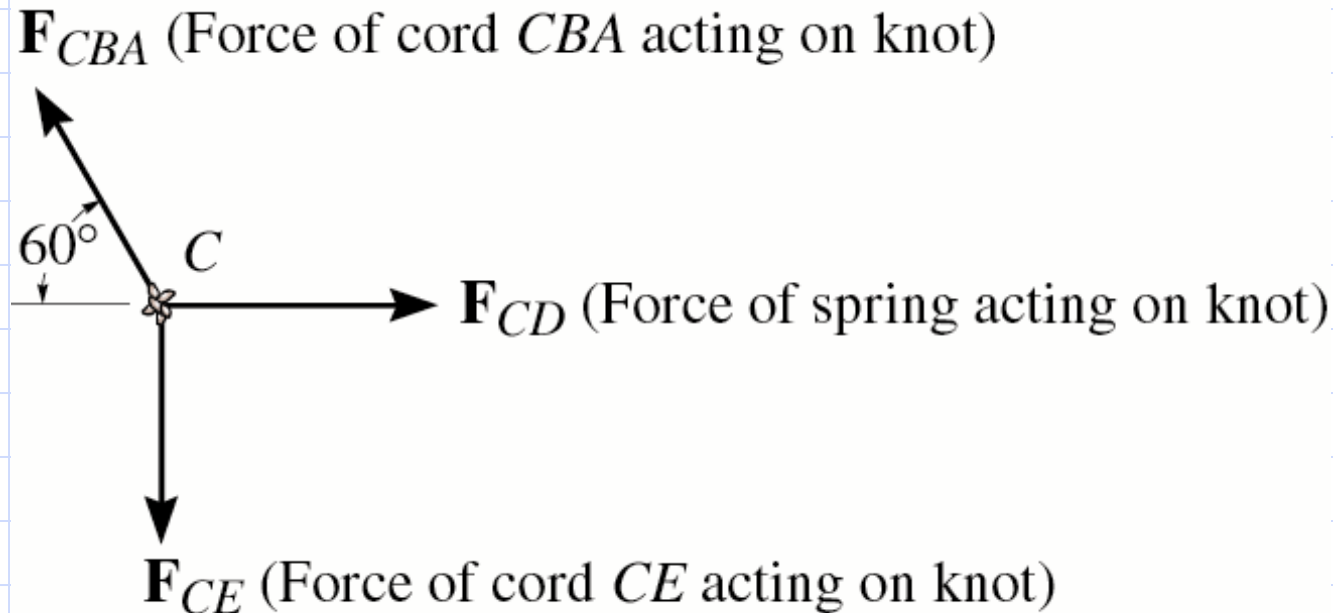 F_CBA (Force of cord CBA acting on knot)
60°
C
F_CD (Force of spring acting on knot)
F_CE (Force of cord CE acting on knot)